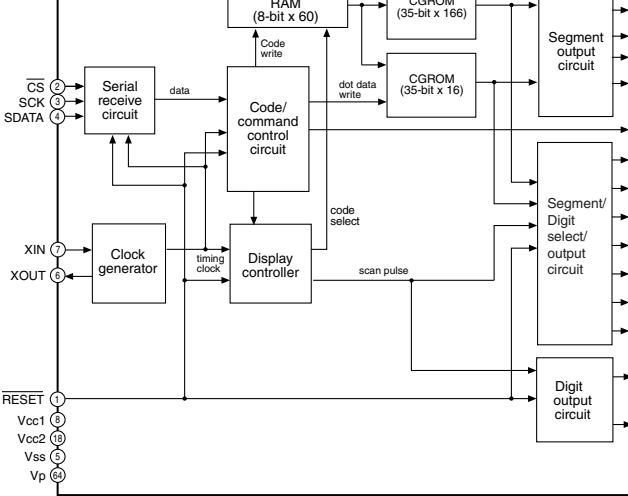 RAM
(8-bit x 60)
CGROM
(35-bit x 166)
Segment
output
circuit
Code
write
CS 2
SCK 3
SDATA 4
Serial
receive
circuit
data
Code/
command
control
circuit
dot data
write
CGROM
(35-bit x 16)
Segment/
Digit
select/
output
circuit
code
select
XIN 7
XOUT 6
Clock
generator
timing
clock
Display
controller
scan pulse
RESET 1
Vcc1 8
Vcc2 18
Vss 5
Vp 64
Digit
output
circuit